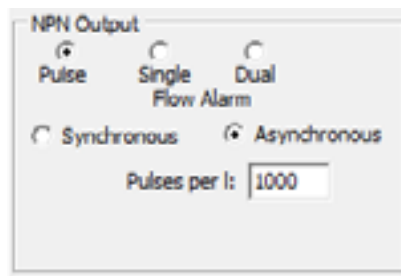 NPN Output
Pulse Single Dual
Flow Alarm
Synchronous Asynchronous
Pulses per l: 1000